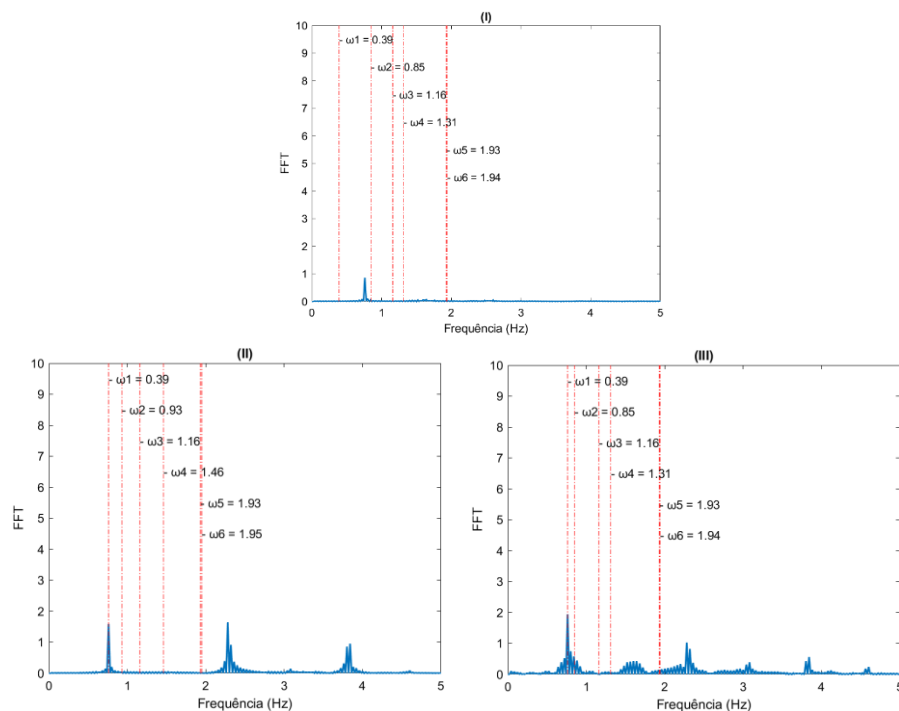 (I)
10
9
8
7
6
5
4
3
2
1
0
FFT
- ω1 = 0.39
- ω2 = 0.85
- ω3 = 1.16
- ω4 = 1.31
- ω5 = 1.93
- ω6 = 1.94
0 1 2 3 4 5
Frequência (Hz)
(II)
10
9
8
7
6
5
4
3
2
1
0
FFT
- ω1 = 0.39
- ω2 = 0.93
- ω3 = 1.16
- ω4 = 1.46
- ω5 = 1.93
- ω6 = 1.95
0 1 2 3 4 5
Frequência (Hz)
(III)
10
9
8
7
6
5
4
3
2
1
0
FFT
- ω1 = 0.39
- ω2 = 0.85
- ω3 = 1.16
- ω4 = 1.31
- ω5 = 1.93
- ω6 = 1.94
0 1 2 3 4 5
Frequência (Hz)